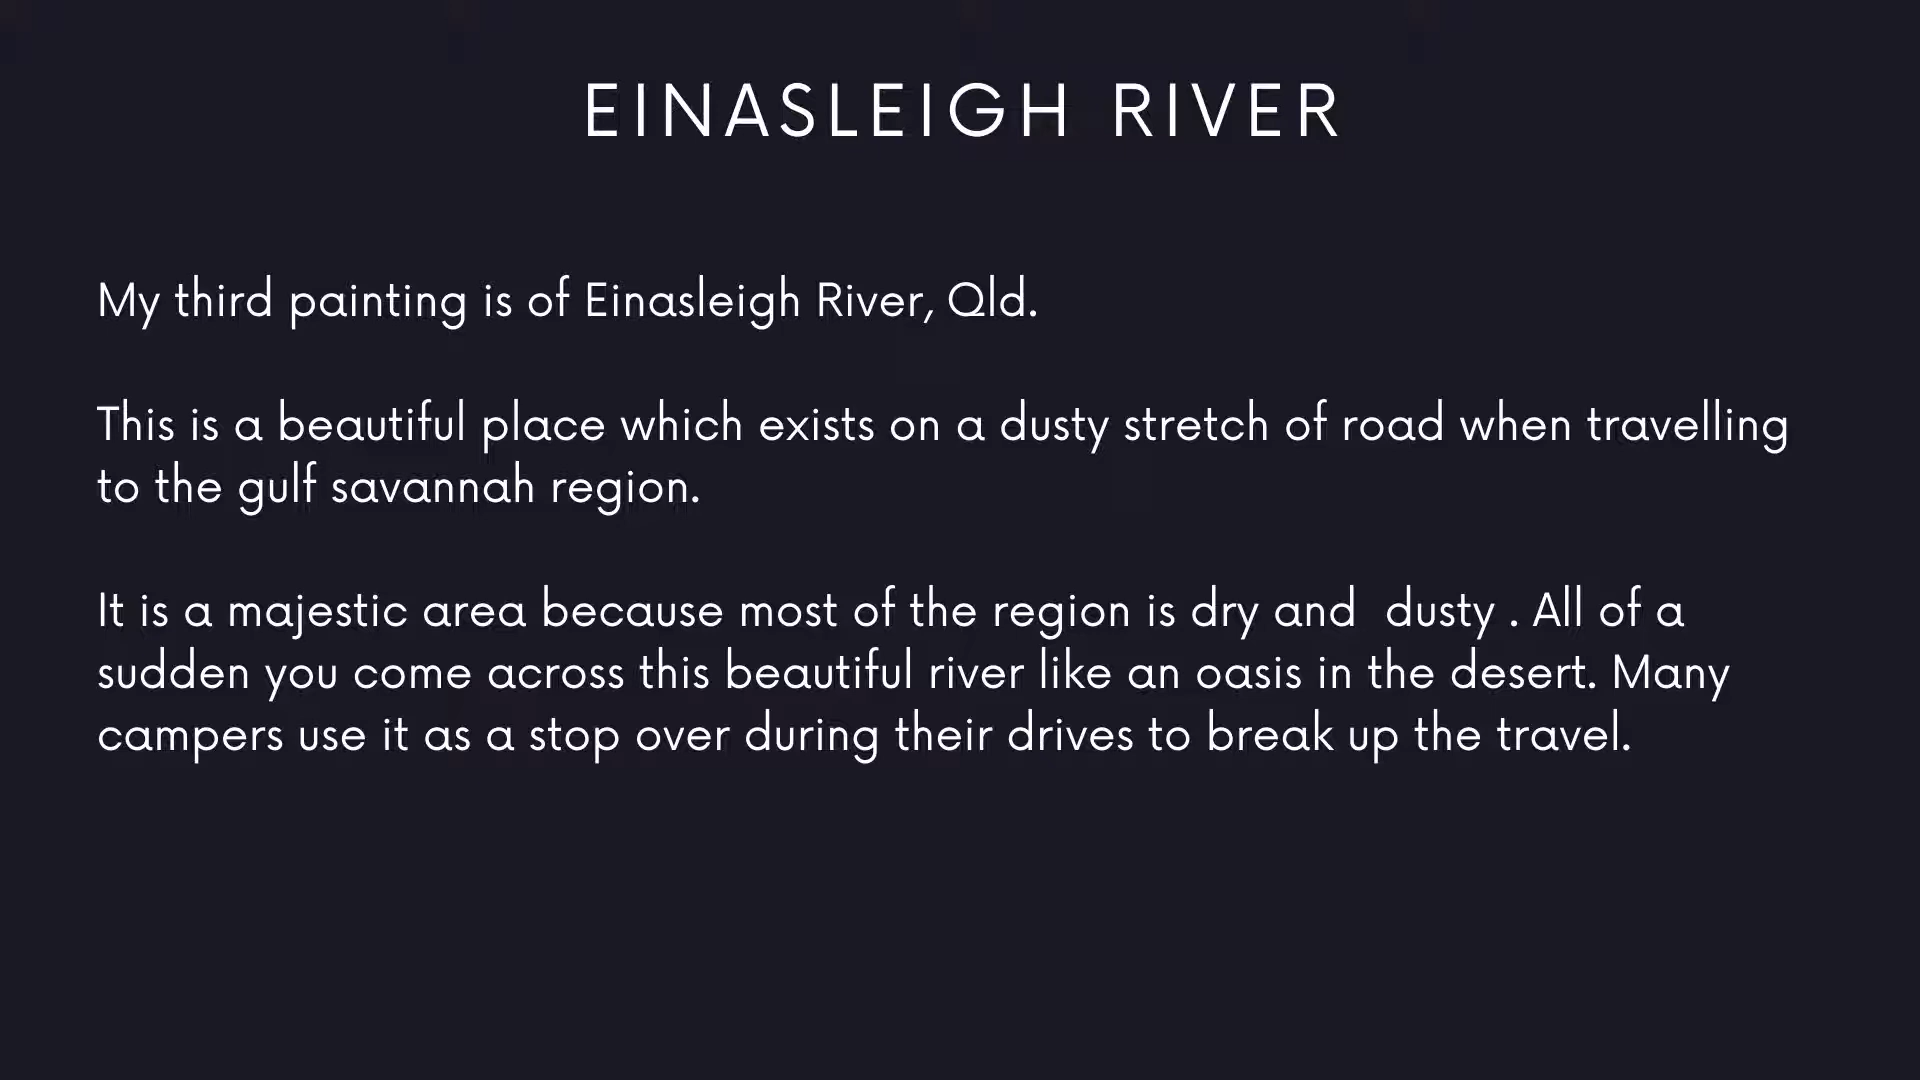 EINASLEIGH RIVER
My third painting is of Einasleigh River, Qld.
This is a beautiful place which exists on a dusty stretch of road when travelling
to the gulf savannah region.
It is a majestic area because most of the region is dry and  dusty . All of a
sudden you come across this beautiful river like an oasis in the desert. Many
campers use it as a stop over during their drives to break up the travel.